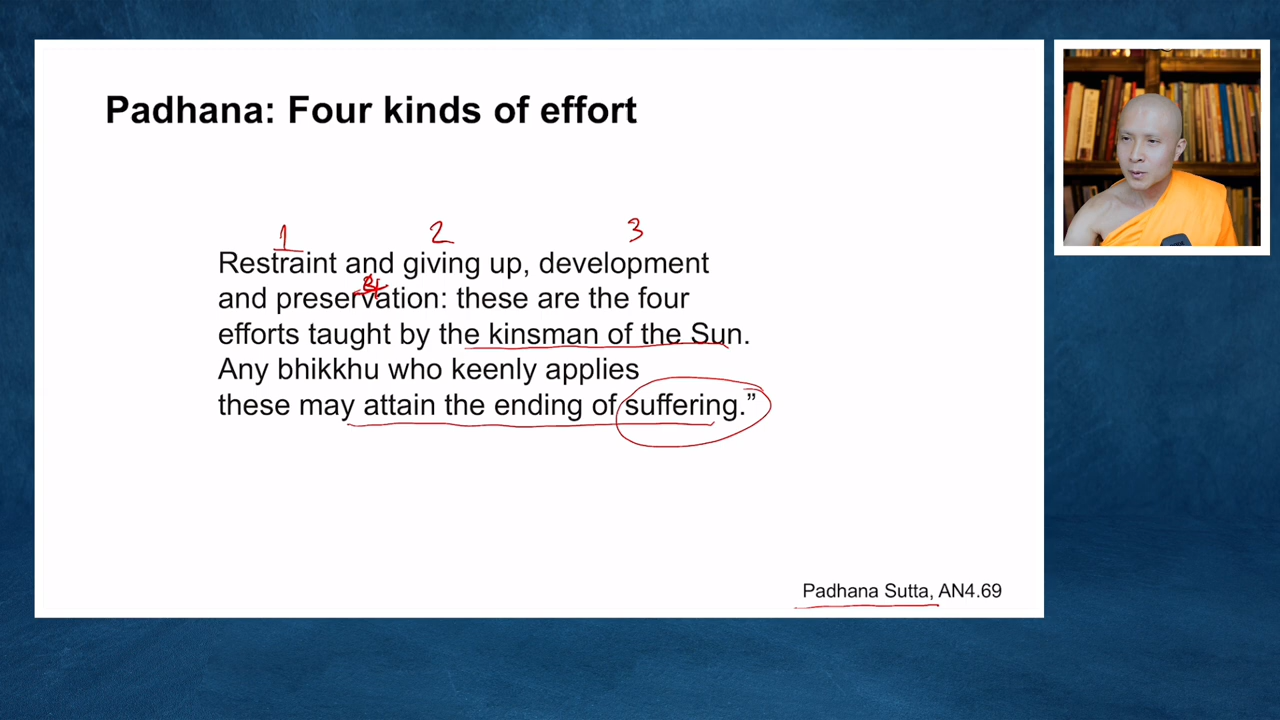 Padhana: Four kinds of effort
1 2 3
Restraint and giving up, development
and preservation: these are the four
efforts taught by the kinsman of the Sun.
Any bhikkhu who keenly applies
these may attain the ending of suffering.”
Padhana Sutta, AN4.69